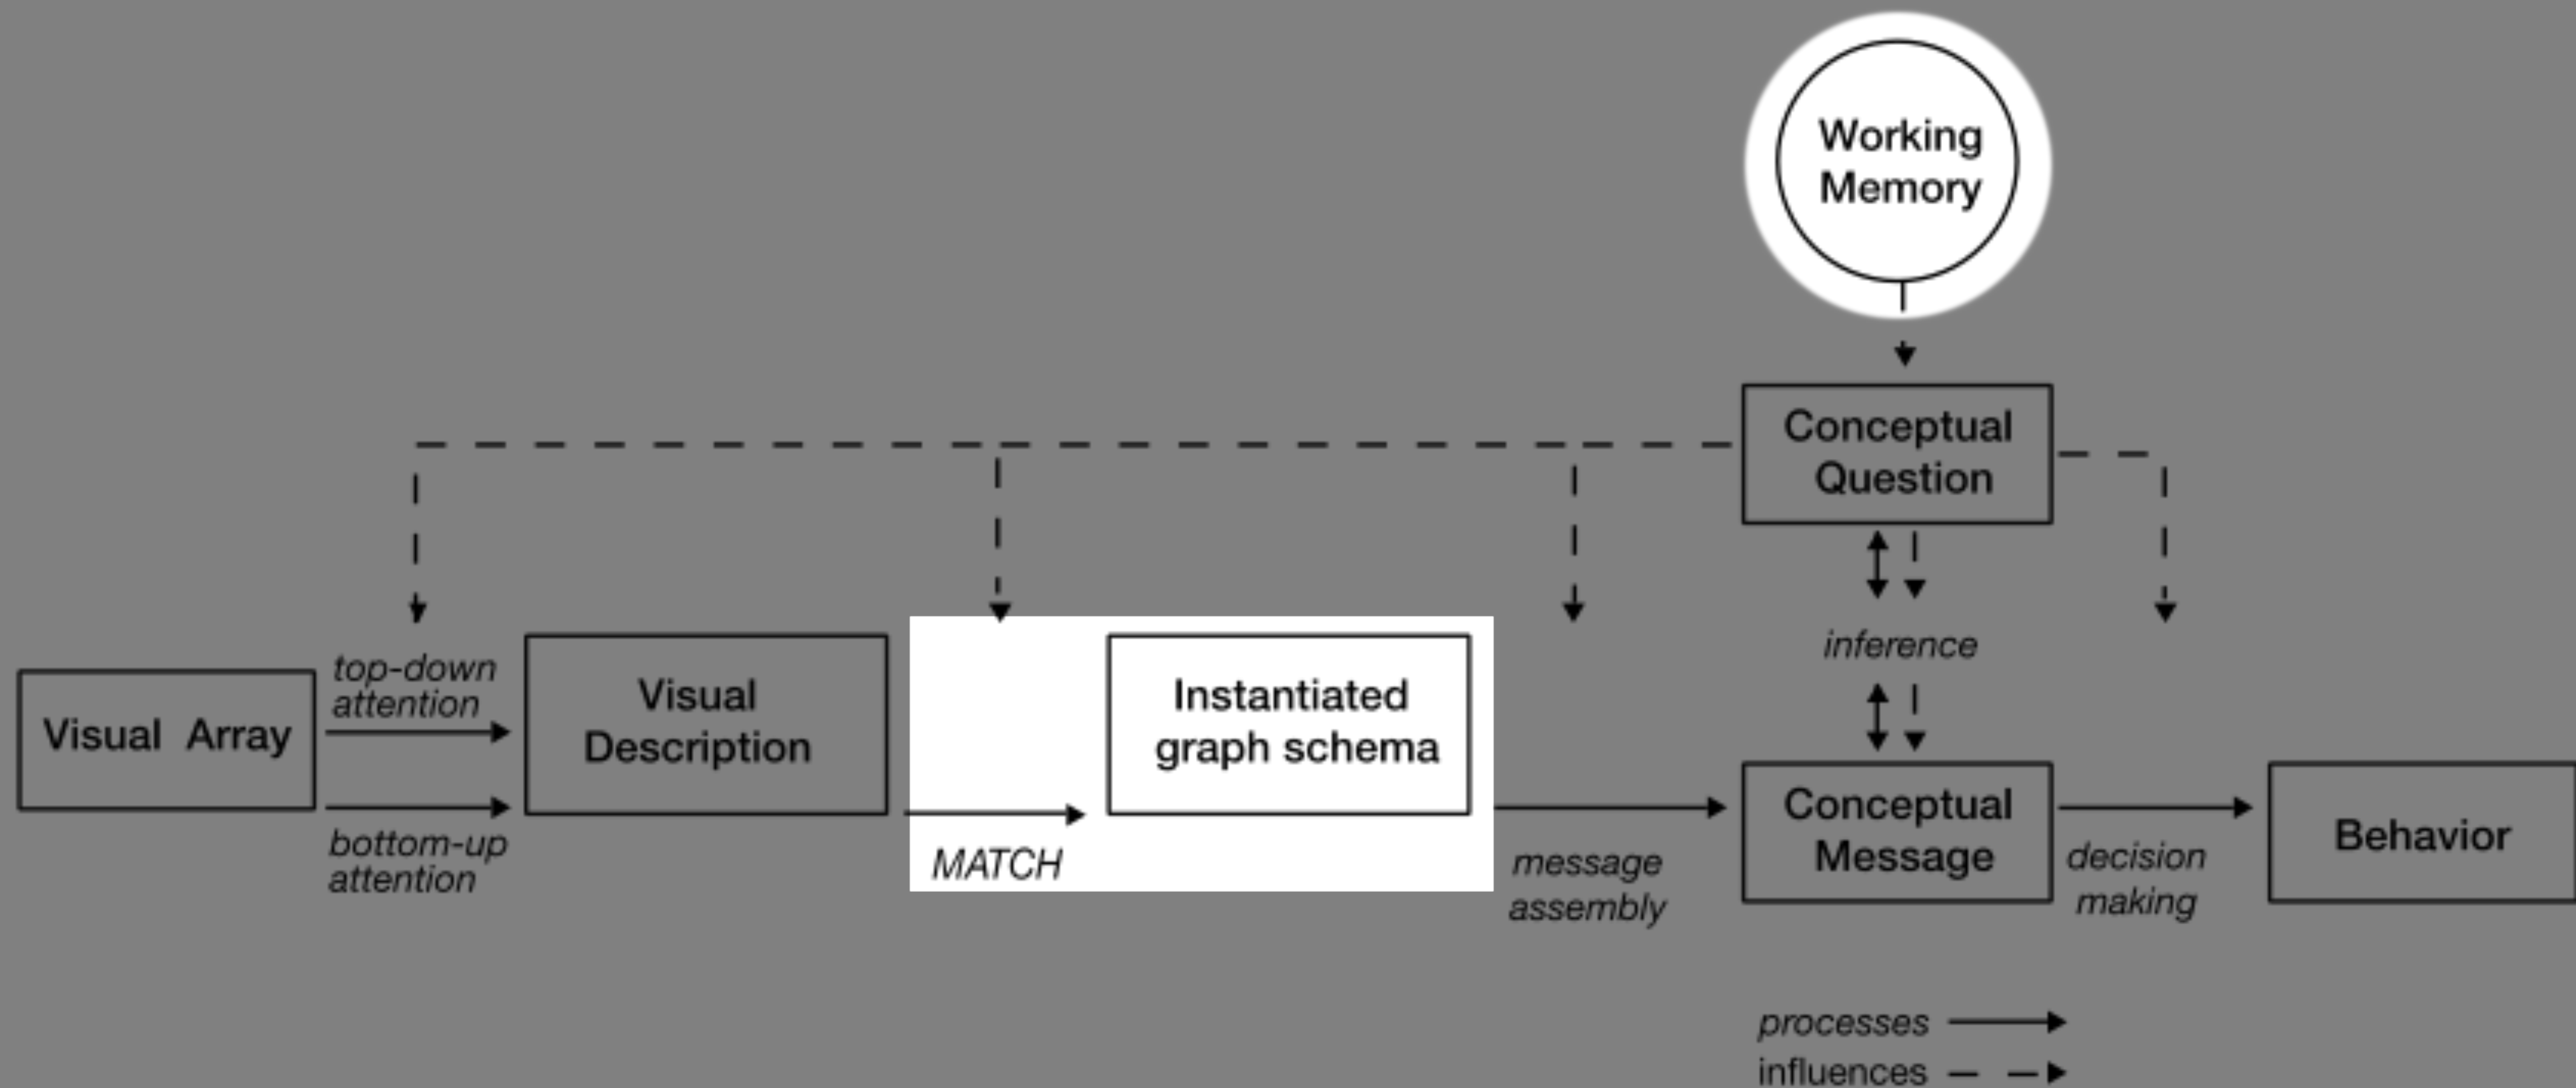 Working
Memory
Conceptual
Question
top-down
attention
Visual Array
bottom-up
attention
Visual
Description
MATCH
Instantiated
graph schema
message
assembly
inference
Conceptual
Message
decision
making
Behavior
processes
influences